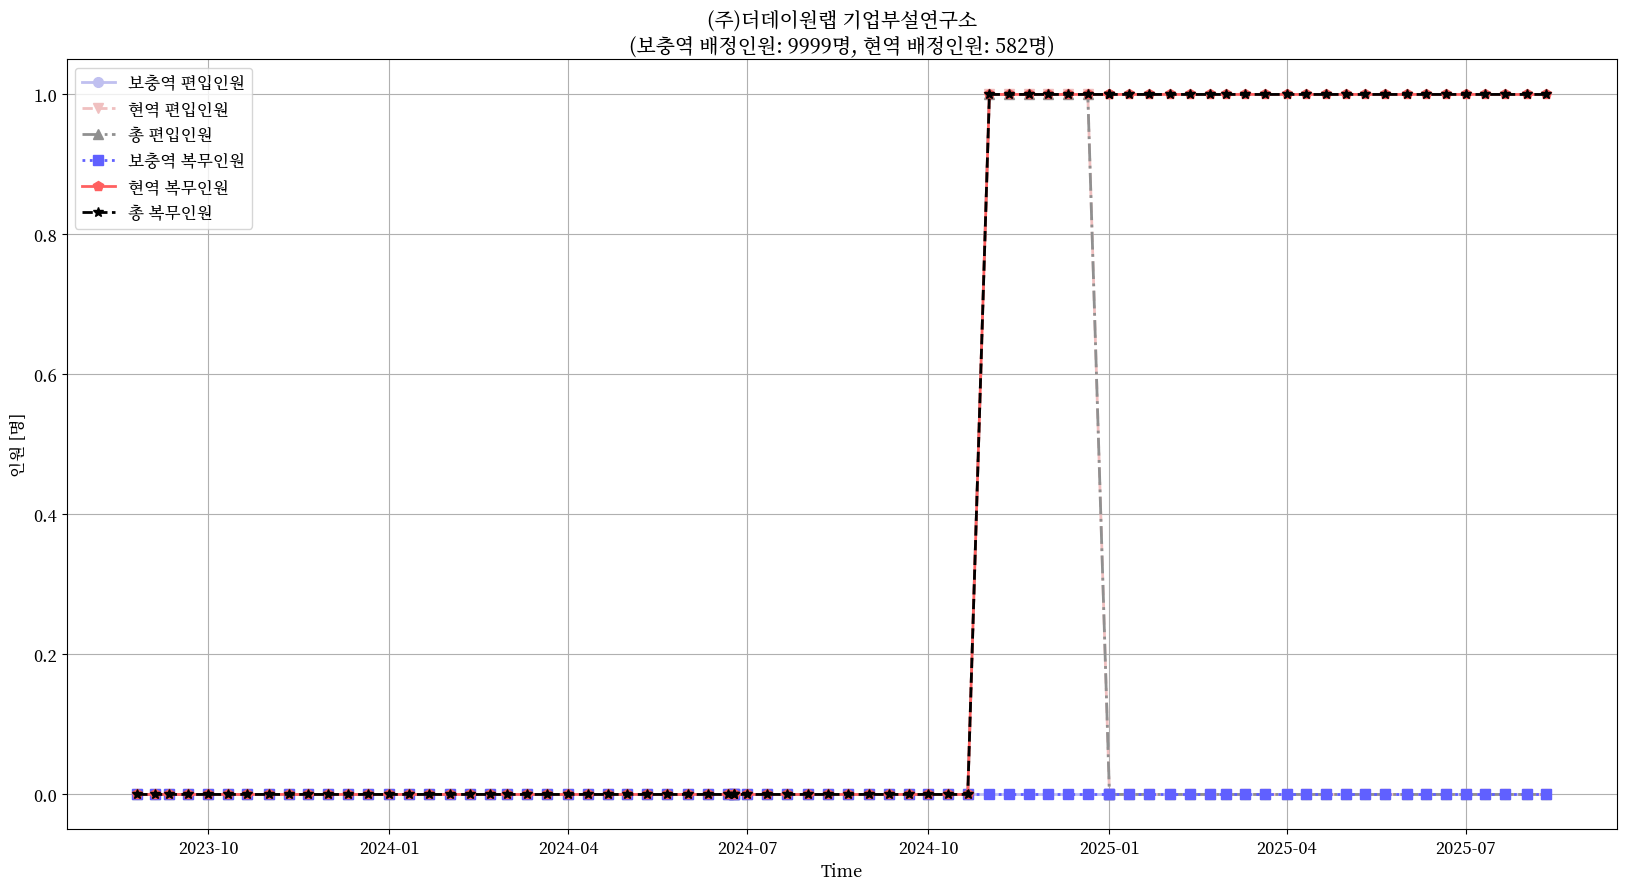 (주)더데이원랩 기업부설연구소
(보충역 배정인원: 9999명, 현역 배정인원: 582명)
보충역 편입인원
현역 편입인원
총 편입인원
보충역 복무인원
현역 복무인원
총 복무인원
인원 [명]
1.0
0.8
0.6
0.4
0.2
0.0
2023-10
2024-01
2024-04
2024-07
2024-10
2025-01
2025-04
2025-07
Time